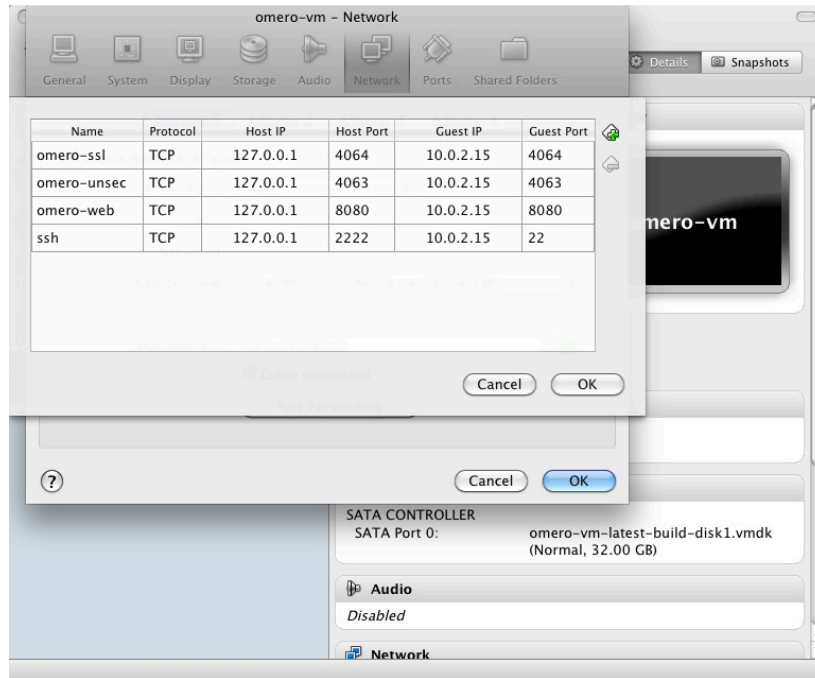 omero-vm – Network
General System Display Storage Audio Network Ports Shared Folders
Details Snapshots
Name Protocol Host IP Host Port Guest IP Guest Port
omero-ssl TCP 127.0.0.1 4064 10.0.2.15 4064
omero-unsec TCP 127.0.0.1 4063 10.0.2.15 4063
omero-web TCP 127.0.0.1 8080 10.0.2.15 8080
ssh TCP 127.0.0.1 2222 10.0.2.15 22
mero-vm
Cable connected
Cancel OK
Port Forwarding
? Cancel OK
SATA CONTROLLER
SATA Port 0: omero-vm-latest-build-disk1.vmdk
(Normal, 32.00 GB)
Audio
Disabled
Network